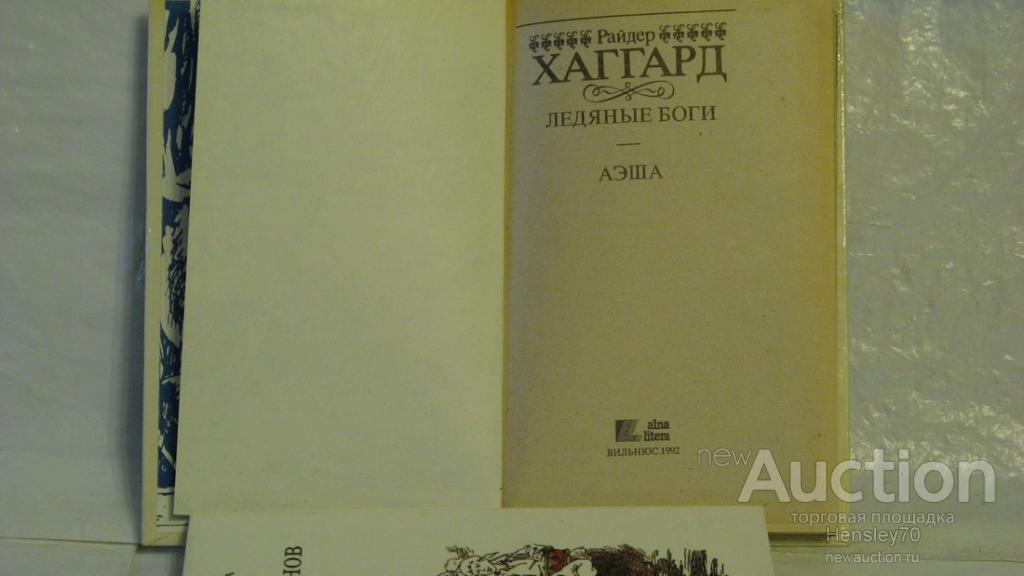 Райдер
ХАГГАРД
ЛЕДЯНЫЕ БОГИ
—
АЭША
alna
litera
ВИЛЬНЮС 1992
newAuction
торговая площадка
Hensley70
newauction.ru
НОВ